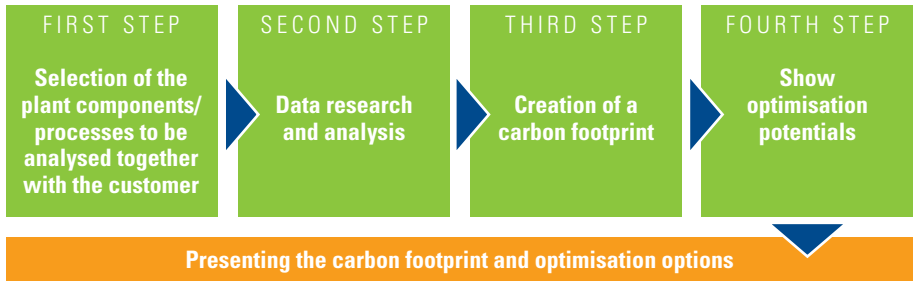 FIRST STEP
Selection of the
plant components/
processes to be
analysed together
with the customer
SECOND STEP
Data research
and analysis
THIRD STEP
Creation of a
carbon footprint
FOURTH STEP
Show
optimisation
potentials
Presenting the carbon footprint and optimisation options